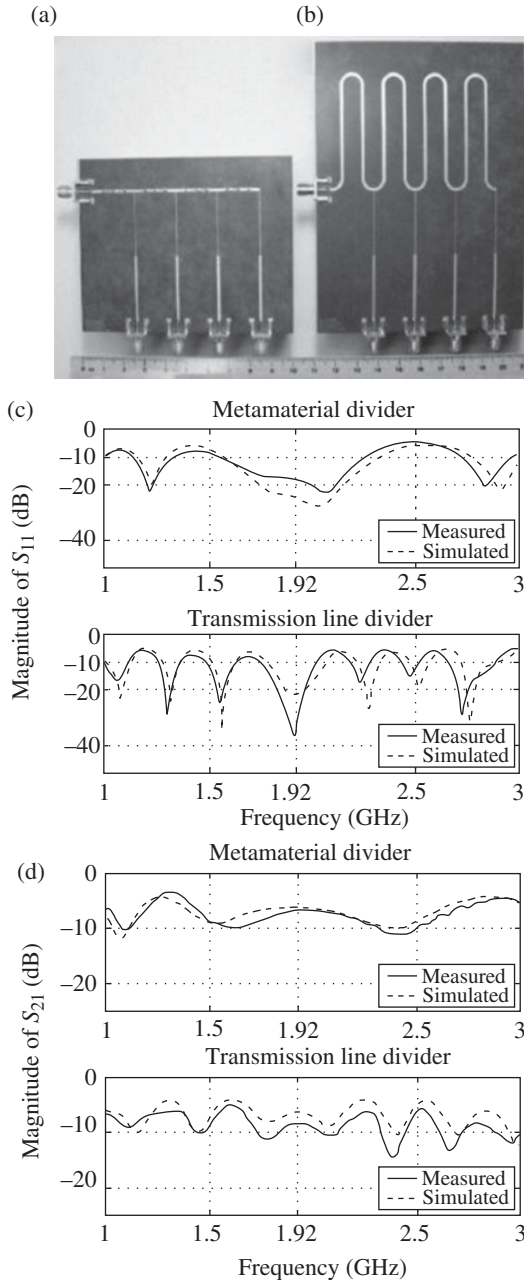 (a)
(b)
(c)
Metamaterial divider
0
−10
−20
−40
Measured
Simulated
1
1.5
1.92
2.5
3
Transmission line divider
0
−10
−20
−40
Measured
Simulated
1
1.5
1.92
2.5
3
Frequency (GHz)
Magnitude of S11 (dB)
(d)
Metamaterial divider
0
−10
−20
Measured
Simulated
1
1.5
1.92
2.5
3
Transmission line divider
0
−10
−20
Measured
Simulated
1
1.5
1.92
2.5
3
Frequency (GHz)
Magnitude of S21 (dB)